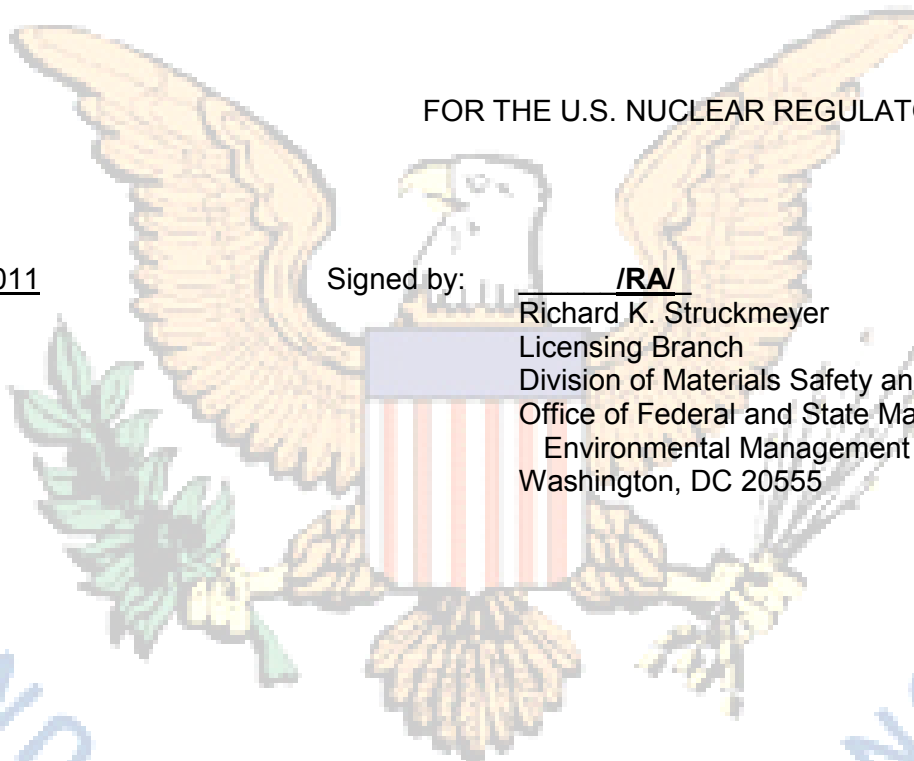 FOR THE U.S. NUCLEAR REGULATO
011 Signed by: /RA/
Richard K. Struckmeyer
Licensing Branch
Division of Materials Safety an
Office of Federal and State Ma
Environmental Management
Washington, DC 20555